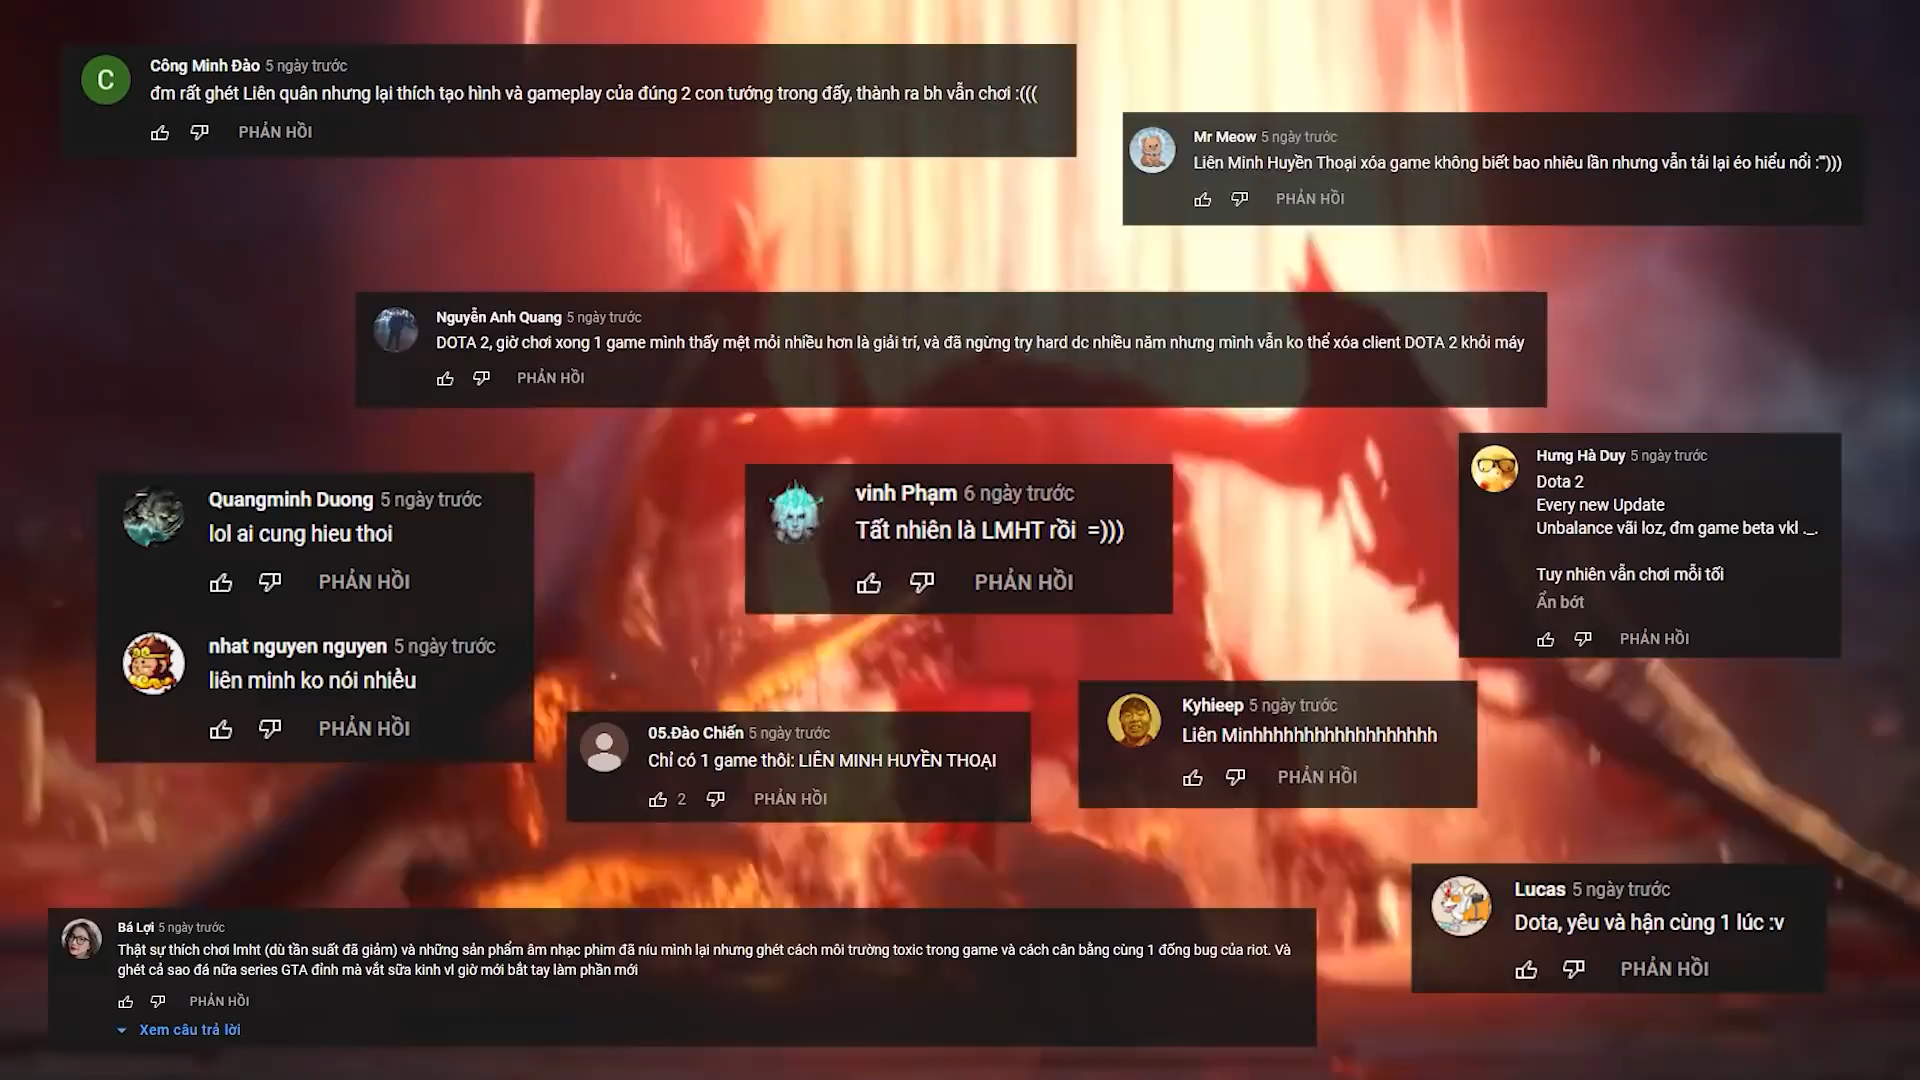 C
Công Minh Đào 5 ngày trước
đm rất ghét Liên quân nhưng lại thích tạo hình và gameplay của đúng 2 con tướng trong đấy, thành ra bh vẫn chơi :(((
PHẢN HỒI
Mr Meow 5 ngày trước
Liên Minh Huyền Thoại xóa game không biết bao nhiêu lần nhưng vẫn tải lại éo hiểu nổi :")))
PHẢN HỒI
Nguyễn Anh Quang 5 ngày trước
DOTA 2, giờ chơi xong 1 game mình thấy mệt mỏi nhiều hơn là giải trí, và đã ngừng try hard dc nhiều năm nhưng mình vẫn ko thể xóa client DOTA 2 khỏi máy
PHẢN HỒI
Quangminh Duong 5 ngày trước
lol ai cung hieu thoi
PHẢN HỒI
nhat nguyen nguyen 5 ngày trước
liên minh ko nói nhiều
PHẢN HỒI
vinh Phạm 6 ngày trước
Tất nhiên là LMHT rồi =)))
PHẢN HỒI
Hưng Hà Duy 5 ngày trước
Dota 2
Every new Update
Unbalance vãi loz, đm game beta vkl ._.
Tuy nhiên vẫn chơi mỗi tối
Ẩn bớt
PHẢN HỒI
05.Đào Chiến 5 ngày trước
Chỉ có 1 game thôi: LIÊN MINH HUYỀN THOẠI
2 PHẢN HỒI
Kyhieep 5 ngày trước
Liên Minhhhhhhhhhhhhhhhhhh
PHẢN HỒI
Bá Lợi 5 ngày trước
Thật sự thích chơi lmht (dù tần suất đã giảm) và những sản phẩm âm nhạc phim đã níu mình lại nhưng ghét cách môi trường toxic trong game và cách cân bằng cùng 1 đống bug của riot. Và
ghét cả sao đá nữa series GTA đỉnh mà vắt sữa kinh vl giờ mới bắt tay làm phần mới
PHẢN HỒI
Xem câu trả lời
Lucas 5 ngày trước
Dota, yêu và hận cùng 1 lúc :v
PHẢN HỒI